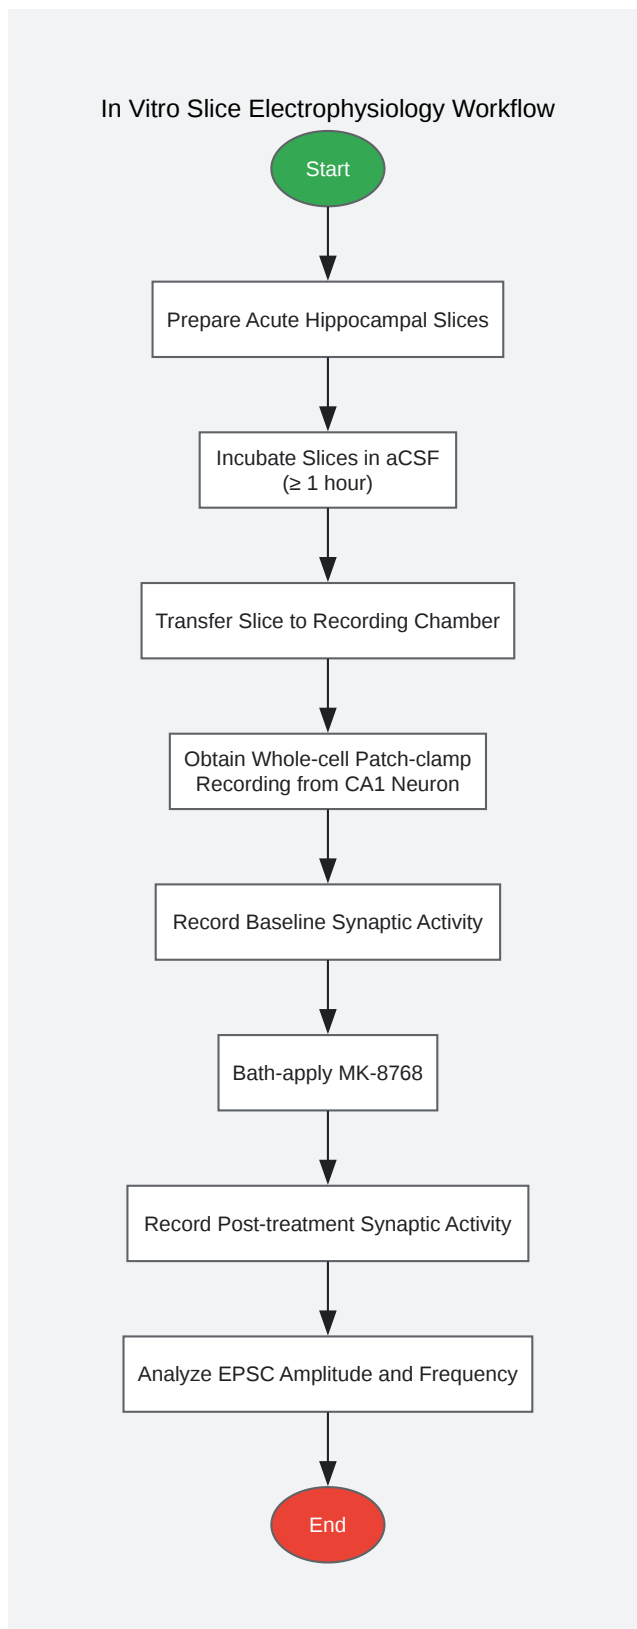 In Vitro Slice Electrophysiology Workflow
Start
Prepare Acute Hippocampal Slices
Incubate Slices in aCSF
(≥ 1 hour)
Transfer Slice to Recording Chamber
Obtain Whole-cell Patch-clamp
Recording from CA1 Neuron
Record Baseline Synaptic Activity
Bath-apply MK-8768
Record Post-treatment Synaptic Activity
Analyze EPSC Amplitude and Frequency
End